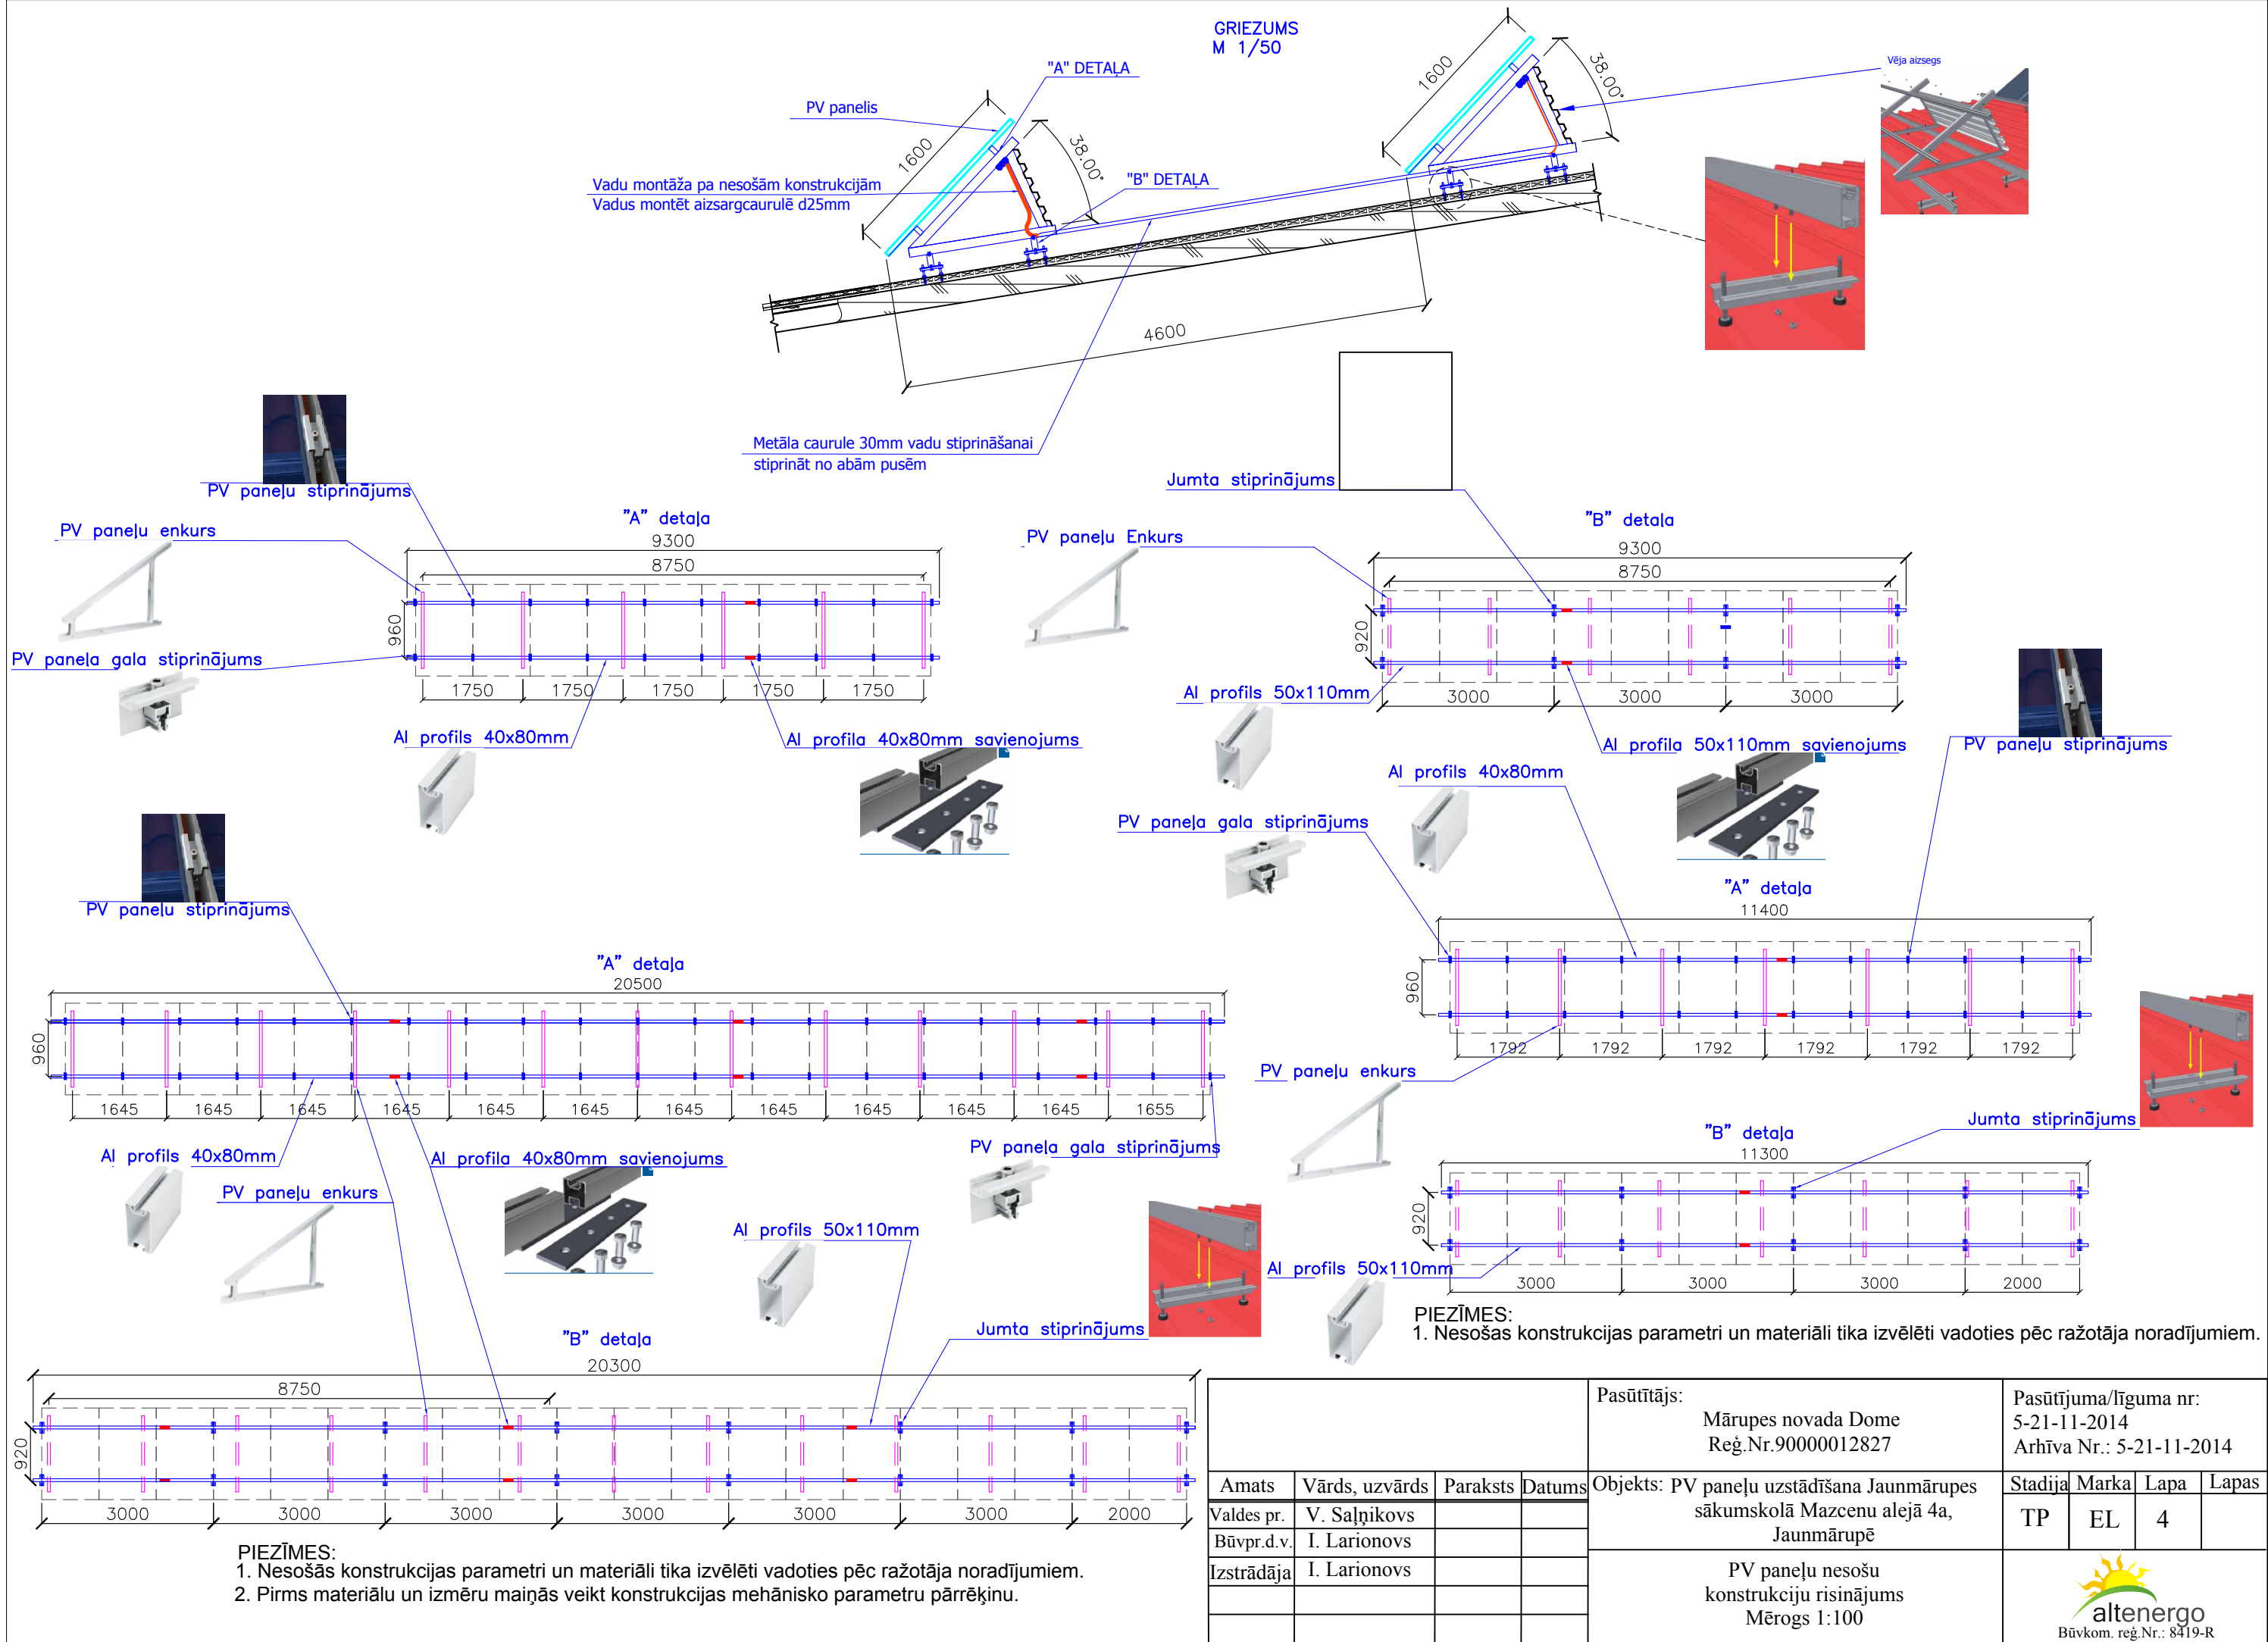 GRIEZUMS
M 1/50
"A" DETAĻA
PV panelis
1600
38.00°
Vadu montāža pa nesošām konstrukcijām
Vadus montēt aizsargcaurulē d25mm
"B" DETAĻA
1600
38.00°
Vēja aizsegs
4600
Metāla caurule 30mm vadu stiprināšanai
stiprināt no abām pusēm
PV paneļu stiprinājums
PV paneļu enkurs
PV paneļa gala stiprinājums
"A" detaļa
9300
8750
960
1750 1750 1750 1750 1750
Al profils 40x80mm
Al profila 40x80mm savienojums
Jumta stiprinājums
PV paneļu Enkurs
"B" detaļa
9300
8750
920
3000 3000 3000
Al profils 50x110mm
Al profila 50x110mm savienojums
PV paneļu stiprinājums
Al profils 40x80mm
PV paneļa gala stiprinājums
"A" detaļa
11400
960
1792 1792 1792 1792 1792 1792
PV paneļu enkurs
PV paneļu stiprinājums
"A" detaļa
20500
960
1645 1645 1645 1645 1645 1645 1645 1645 1645 1645 1645 1655
Al profils 40x80mm
PV paneļu enkurs
Al profila 40x80mm savienojums
PV paneļa gala stiprinājums
Al profils 50x110mm
Jumta stiprinājums
"B" detaļa
20300
8750
920
3000 3000 3000 3000 3000 3000 2000
Jumta stiprinājums
"B" detaļa
11300
920
3000 3000 3000 2000
Al profils 50x110mm
PIEZĪMES:
1. Nesošas konstrukcijas parametri un materiāli tika izvēlēti vadoties pēc ražotāja noradījumiem.
PIEZĪMES:
1. Nesošās konstrukcijas parametri un materiāli tika izvēlēti vadoties pēc ražotāja noradījumiem.
2. Pirms materiālu un izmēru maiņās veikt konstrukcijas mehānisko parametru pārrēķinu.
Pasūtītājs:
Mārupes novada Dome
Reģ.Nr.90000012827
Pasūtījuma/līguma nr:
5-21-11-2014
Arhīva Nr.: 5-21-11-2014
Amats Vārds, uzvārds Paraksts Datums
Valdes pr. V. Saļņikovs
Būvpr.d.v. I. Larionovs
Izstrādāja I. Larionovs
Objekts: PV paneļu uzstādīšana Jaunmārupes
sākumskolā Mazcenu alejā 4a,
Jaunmārupē
Stadija Marka Lapa Lapas
TP EL 4
PV paneļu nesošu
konstrukciju risinājums
Mērogs 1:100
altenergo
Būvkom. reģ.Nr.: 8419-R